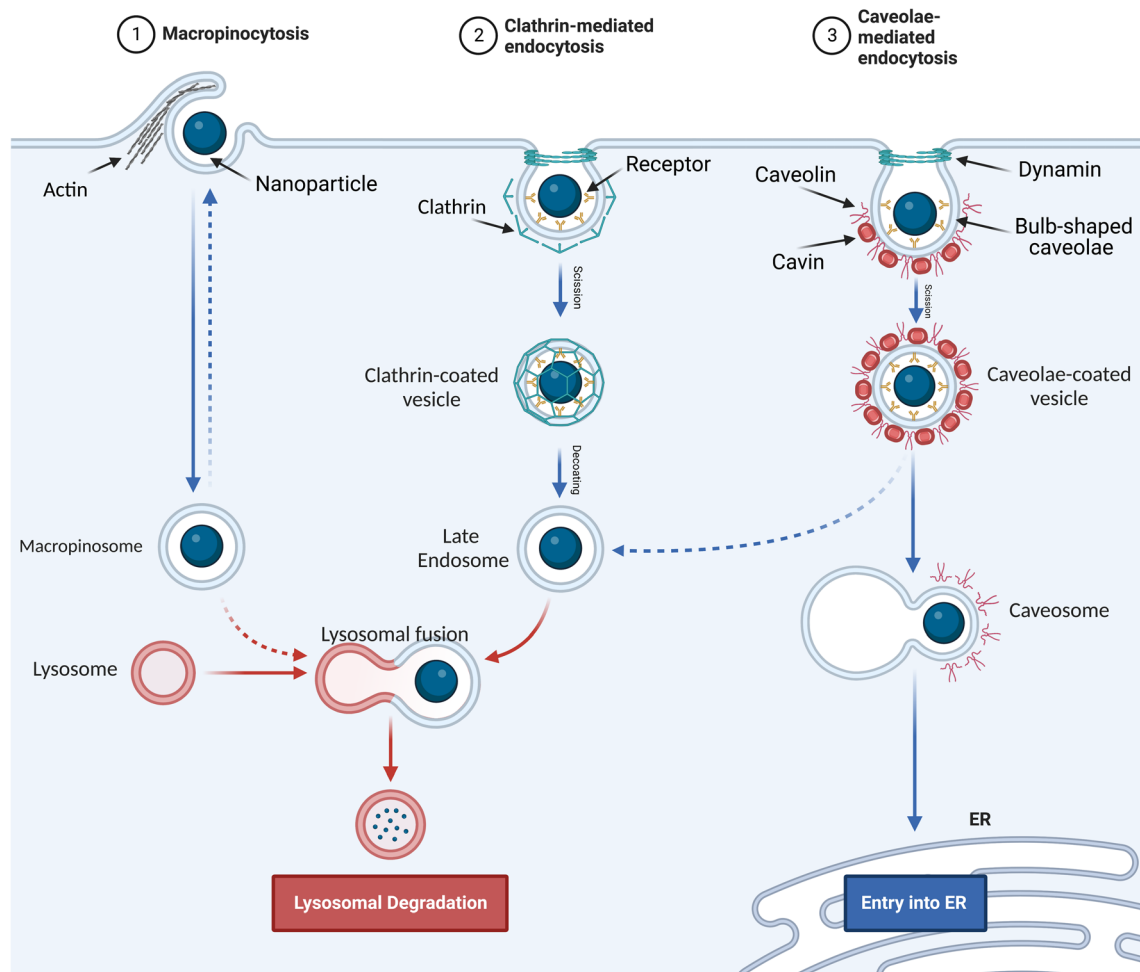 1 Macropinocytosis
2 Clathrin-mediated
endocytosis
3 Caveolae-
mediated
endocytosis
Actin
Nanoparticle
Clathrin
Receptor
Caveolin
Cavin
Dynamin
Bulb-shaped
caveolae
Scission
Scission
Clathrin-coated
vesicle
Caveolae-coated
vesicle
Decoating
Macropinosome
Late
Endosome
Caveosome
Lysosomal fusion
Lysosome
ER
Lysosomal Degradation
Entry into ER